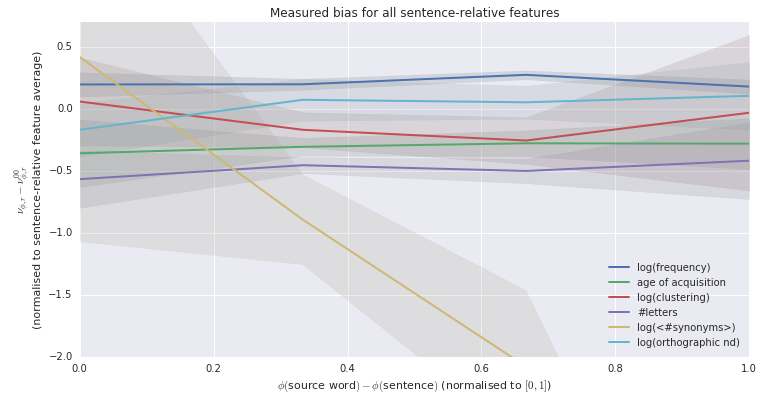 Measured bias for all sentence-relative features
ν_{φ,r} − ν^{00}_{φ,r}
(normalised to sentence-relative feature average)
0.5
0.0
−0.5
−1.0
−1.5
−2.0
log(frequency)
age of acquisition
log(clustering)
#letters
log(<#synonyms>)
log(orthographic nd)
0.0 0.2 0.4 0.6 0.8 1.0
φ(source word) − φ(sentence) (normalised to [0, 1])